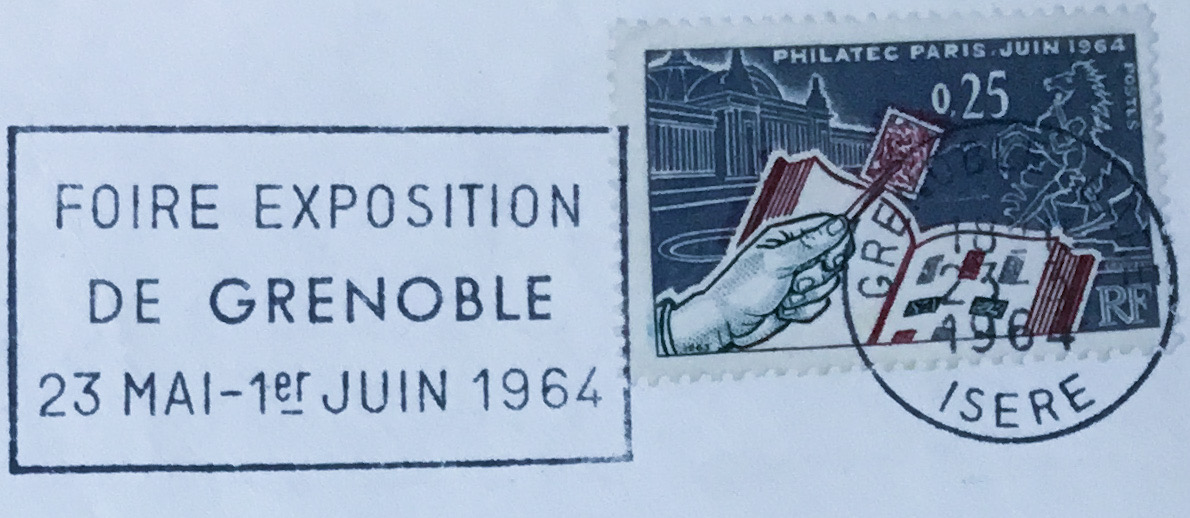 FOIRE EXPOSITION
DE GRENOBLE
23 MAI-1er JUIN 1964
PHILATEC PARIS.JUIN 1964
0,25
POSTES
RF
1964
ISERE